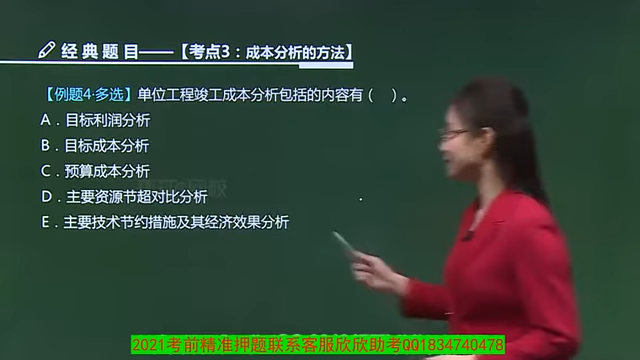 经典题目——【考点3：成本分析的方法】
【例题4·多选】单位工程竣工成本分析包括的内容有（ ）。
A．目标利润分析
B．目标成本分析
C．预算成本分析
D．主要资源节超对比分析
E．主要技术节约措施及其经济效果分析
2021考前精准押题联系客服欣欣助考QQ1834740478